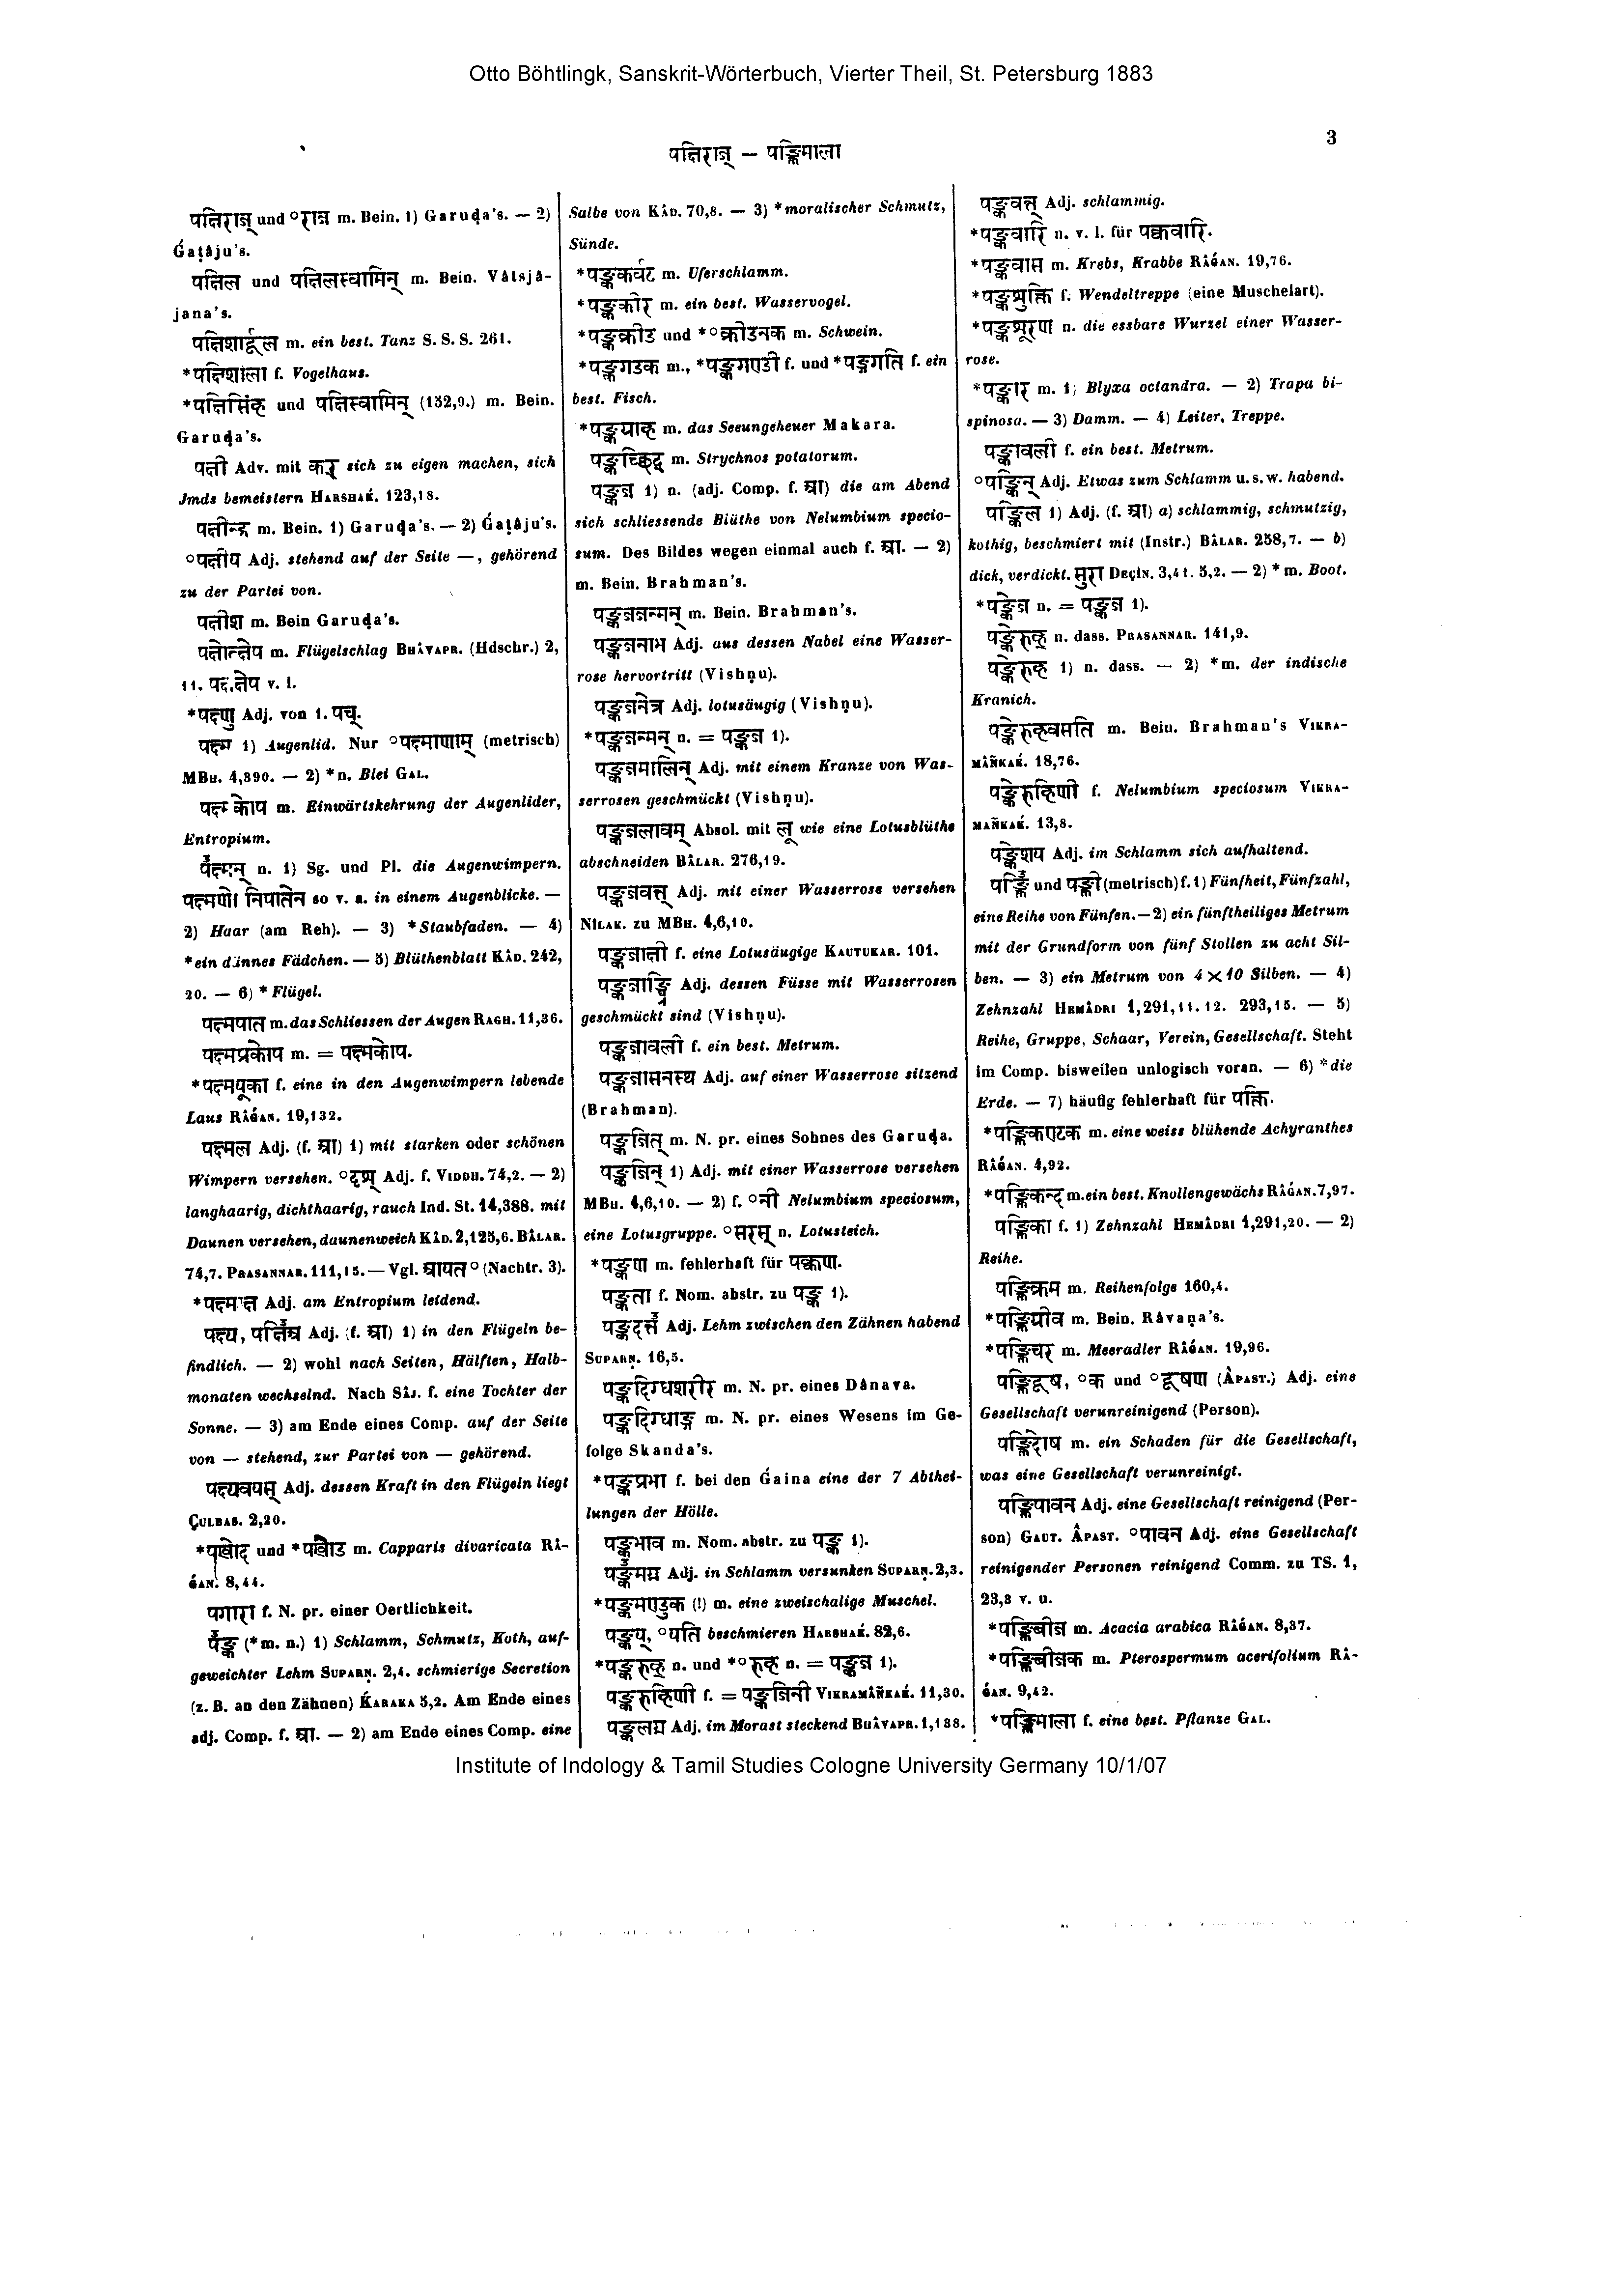 Otto Böhtlingk, Sanskrit-Wörterbuch, Vierter Theil, St. Petersburg 1883
3
पक्षिराज् — पङ्क्तिमाला
पक्षिराज् und °राज m. Bein. 1) Garuḍa's. — 2)
Ǵaṭâju's.
पक्षिल und पक्षिलस्वामिन् m. Bein. Vâtsjâ-
jana's.
पक्षिशार्दूल m. ein best. Tanz S. S. S. 261.
*पक्षिशाला f. Vogelhaus.
*पक्षिसिंह und पक्षिस्वामिन् (132,9.) m. Bein.
Garuḍa's.
पक्षी Adv. mit कर् sich zu eigen machen, sich
Jmds bemeistern Harshaḱ. 123,18.
पक्षीन्द्र m. Bein. 1) Garuḍa's. — 2) Ǵaṭâju's.
°पक्षीय Adj. stehend auf der Seite —, gehörend
zu der Partei von.
पक्षीश m. Bein Garuḍa's.
पक्षोत्क्षेप m. Flügelschlag Bhâvapr. (Hdschr.) 2,
11. v. l.
*पक्ष्णु Adj. von 1. पच्.
पक्ष्म 1) Augenlid. Nur °पक्ष्माणाम् (metrisch)
MBh. 4,390. — 2) *n. Blei Gal.
पक्ष्मकोप m. Einwärtskehrung der Augenlider,
Entropium.
पक्ष्मन् n. 1) Sg. und Pl. die Augenwimpern.
पक्ष्मणो निपातेन so v. a. in einem Augenblicke. —
2) Haar (am Reh). — 3) *Staubfaden. — 4)
*ein dünnes Fädchen. — 5) Blüthenblatt Kâd. 242,
20. — 6) *Flügel.
पक्ष्मपात m. das Schliessen der Augen Ragh. 11,36.
पक्ष्मप्रकोप m. = पक्ष्मकोप.
*पक्ष्मयूका f. eine in den Augenwimpern lebende
Laus Râǵan. 19,132.
पक्ष्मल Adj. (f. आ) 1) mit starken oder schönen
Wimpern versehen. °दृश् Adj. f. Viddh. 74,2. — 2)
langhaarig, dichthaarig, rauch Ind. St. 14,388. mit
Daunen versehen, daunenweich Kâd. 2,125,6. Bâlar.
74,7. Prasannar. 111,15. — Vgl. आयत° (Nachtr. 3).
*पक्ष्माक्ष Adj. am Entropium leidend.
पक्ष्य, पक्षिअ Adj. (f. आ) 1) in den Flügeln be-
findlich. — 2) wohl nach Seiten, Hälften, Halb-
monaten wechselnd. Nach Sâs. f. eine Tochter der
Sonne. — 3) am Ende eines Comp. auf der Seite
von — stehend, zur Partei von — gehörend.
पक्ष्यवयस् Adj. dessen Kraft in den Flügeln liegt
Çulbas. 2,20.
*पखोद und *पखौड m. Capparis divaricata Râ-
ǵan. 8,44.
पगारा f. N. pr. einer Oertlichkeit.
पङ्क (*m. n.) 1) Schlamm, Schmutz, Koth, auf-
geweichter Lehm Suparṇ. 2,4. schmierige Secretion
(z. B. an den Zähnen) Ḱaraka 5,2. Am Ende eines
adj. Comp. f. आ. — 2) am Ende eines Comp. eine
Salbe von Kâd. 70,8. — 3) *moralischer Schmutz,
Sünde.
*पङ्ककर्वट m. Uferschlamm.
*पङ्ककीर m. ein best. Wasservogel.
*पङ्कक्रीड und *°क्रीडनक m. Schwein.
*पङ्कगडक m., *पङ्कगण्डी f. und *पङ्कगति f. ein
best. Fisch.
*पङ्कग्राह m. das Seeungeheuer Makara.
पङ्कच्छिद् m. Strychnos potatorum.
पङ्कज 1) n. (adj. Comp. f. आ) die am Abend
sich schliessende Blüthe von Nelumbium specio-
sum. Des Bildes wegen einmal auch f. आ. — 2)
m. Bein. Brahman's.
पङ्कजजन्मन् m. Bein. Brahman's.
पङ्कजनाभ Adj. aus dessen Nabel eine Wasser-
rose hervortritt (Vishṇu).
पङ्कजनेत्र Adj. lotusäugig (Vishṇu).
*पङ्कजन्मन् n. = पङ्कज 1).
पङ्कजमालिन् Adj. mit einem Kranze von Was-
serrosen geschmückt (Vishṇu).
पङ्कजलावम् Absol. mit लू wie eine Lotusblüthe
abschneiden Bâlar. 276,19.
पङ्कजवत् Adj. mit einer Wasserrose versehen
Nîlak. zu MBh. 4,6,10.
पङ्कजाक्षी f. eine Lotusäugige Kautukar. 101.
पङ्कजाङ्घ्रि Adj. dessen Füsse mit Wasserrosen
geschmückt sind (Vishṇu).
पङ्कजावली f. ein best. Metrum.
पङ्कजासनस्थ Adj. auf einer Wasserrose sitzend
(Brahman).
पङ्कजित् m. N. pr. eines Sohnes des Garuḍa.
पङ्कजिन् 1) Adj. mit einer Wasserrose versehen
MBh. 4,6,10. — 2) f. °नी Nelumbium speciosum,
eine Lotusgruppe. °सरस् n. Lotusteich.
*पङ्कण m. fehlerhaft für पक्कण.
पङ्कता f. Nom. abstr. zu पङ्क 1).
पङ्कदन्त Adj. Lehm zwischen den Zähnen habend
Suparṇ. 16,5.
पङ्कदिग्धशरीर m. N. pr. eines Dânava.
पङ्कदिग्धाङ्ग m. N. pr. eines Wesens im Ge-
folge Skanda's.
*पङ्कप्रभा f. bei den Ǵaina eine der 7 Abthei-
lungen der Hölle.
पङ्कभाव m. Nom. abstr. zu पङ्क 1).
पङ्कमग्न Adj. in Schlamm versunken Suparṇ. 2,3.
*पङ्कमण्डुक (!) m. eine zweischalige Muschel.
पङ्कय्, °यति beschmieren Harshaḱ. 82,6.
*पङ्करुह् n. und *°रुह n. = पङ्कज 1).
पङ्करुहिणी f. = पङ्कजिनी Vikramâṅkaḱ. 11,30.
पङ्कलग्न Adj. im Morast steckend Bhâvapr. 1,138.
पङ्कवत् Adj. schlammig.
*पङ्कवारि n. v. l. für पक्ववारि.
*पङ्कवास m. Krebs, Krabbe Râǵan. 19,76.
*पङ्कशुक्ति f. Wendeltreppe (eine Muschelart).
*पङ्कशूरण n. die essbare Wurzel einer Wasser-
rose.
*पङ्कार m. 1) Blyxa octandra. — 2) Trapa bi-
spinosa. — 3) Damm. — 4) Leiter, Treppe.
पङ्कावली f. ein best. Metrum.
°पङ्किन् Adj. Etwas zum Schlamm u. s. w. habend.
पङ्किल 1) Adj. (f. आ) a) schlammig, schmutzig,
kothig, beschmiert mit (Instr.) Bâlar. 258,7. — b)
dick, verdickt. सुरा Deçîn. 3,41. 5,2. — 2) *m. Boot.
*पङ्केज n. = पङ्कज 1).
पङ्केरुह् n. dass. Prasannar. 141,9.
पङ्केरुह 1) n. dass. — 2) *m. der indische
Kranich.
पङ्केरुहवसति m. Bein. Brahman's Vikra-
mâṅkaḱ. 18,76.
पङ्केरुहिणी f. Nelumbium speciosum Vikra-
mâṅkaḱ. 13,8.
पङ्केशय Adj. im Schlamm sich aufhaltend.
पङ्क्ति und पङ्क्ती (metrisch) f. 1) Fünfheit, Fünfzahl,
eine Reihe von Fünfen. — 2) ein fünftheiliges Metrum
mit der Grundform von fünf Stollen zu acht Sil-
ben. — 3) ein Metrum von 4 × 10 Silben. — 4)
Zehnzahl Hemâdri 1,291,11. 12. 293,15. — 5)
Reihe, Gruppe, Schaar, Verein, Gesellschaft. Steht
im Comp. bisweilen unlogisch voran. — 6) *die
Erde. — 7) häufig fehlerhaft für पक्ति.
*पङ्क्तिकण्टक m. eine weiss blühende Achyranthes
Râǵan. 4,92.
*पङ्क्तिकन्द m. ein best. Knollengewächs Râǵan. 7,97.
पङ्क्तिका f. 1) Zehnzahl Hemâdri 1,291,20. — 2)
Reihe.
पङ्क्तिक्रम m. Reihenfolge 160,4.
*पङ्क्तिग्रीव m. Bein. Râvaṇa's.
*पङ्क्तिचर m. Meeradler Râǵan. 19,96.
पङ्क्तिदूष, °क und °दूषण (Âpast.) Adj. eine
Gesellschaft verunreinigend (Person).
पङ्क्तिदोष m. ein Schaden für die Gesellschaft,
was eine Gesellschaft verunreinigt.
पङ्क्तिपावन Adj. eine Gesellschaft reinigend (Per-
son) Gaut. Âpast. °पावन Adj. eine Gesellschaft
reinigender Personen reinigend Comm. zu TS. 1,
23,3 v. u.
*पङ्क्तिबीज m. Acacia arabica Râǵan. 8,37.
*पङ्क्तिबीजक m. Pterospermum acerifolium Râ-
ǵan. 9,42.
*पङ्क्तिमाला f. eine best. Pflanze Gal.
Institute of Indology & Tamil Studies Cologne University Germany 10/1/07